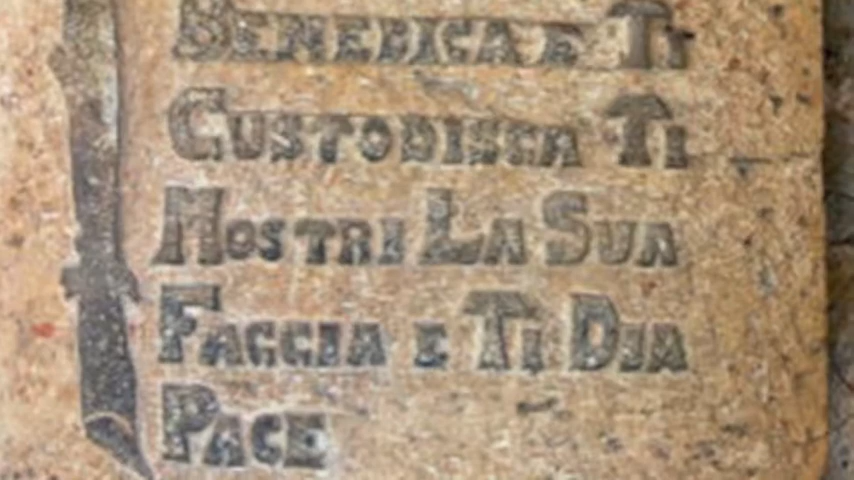 BENEDICA E TI
CUSTODISCA TI
MOSTRI LA SUA
FACCIA E TI DIA
PACE